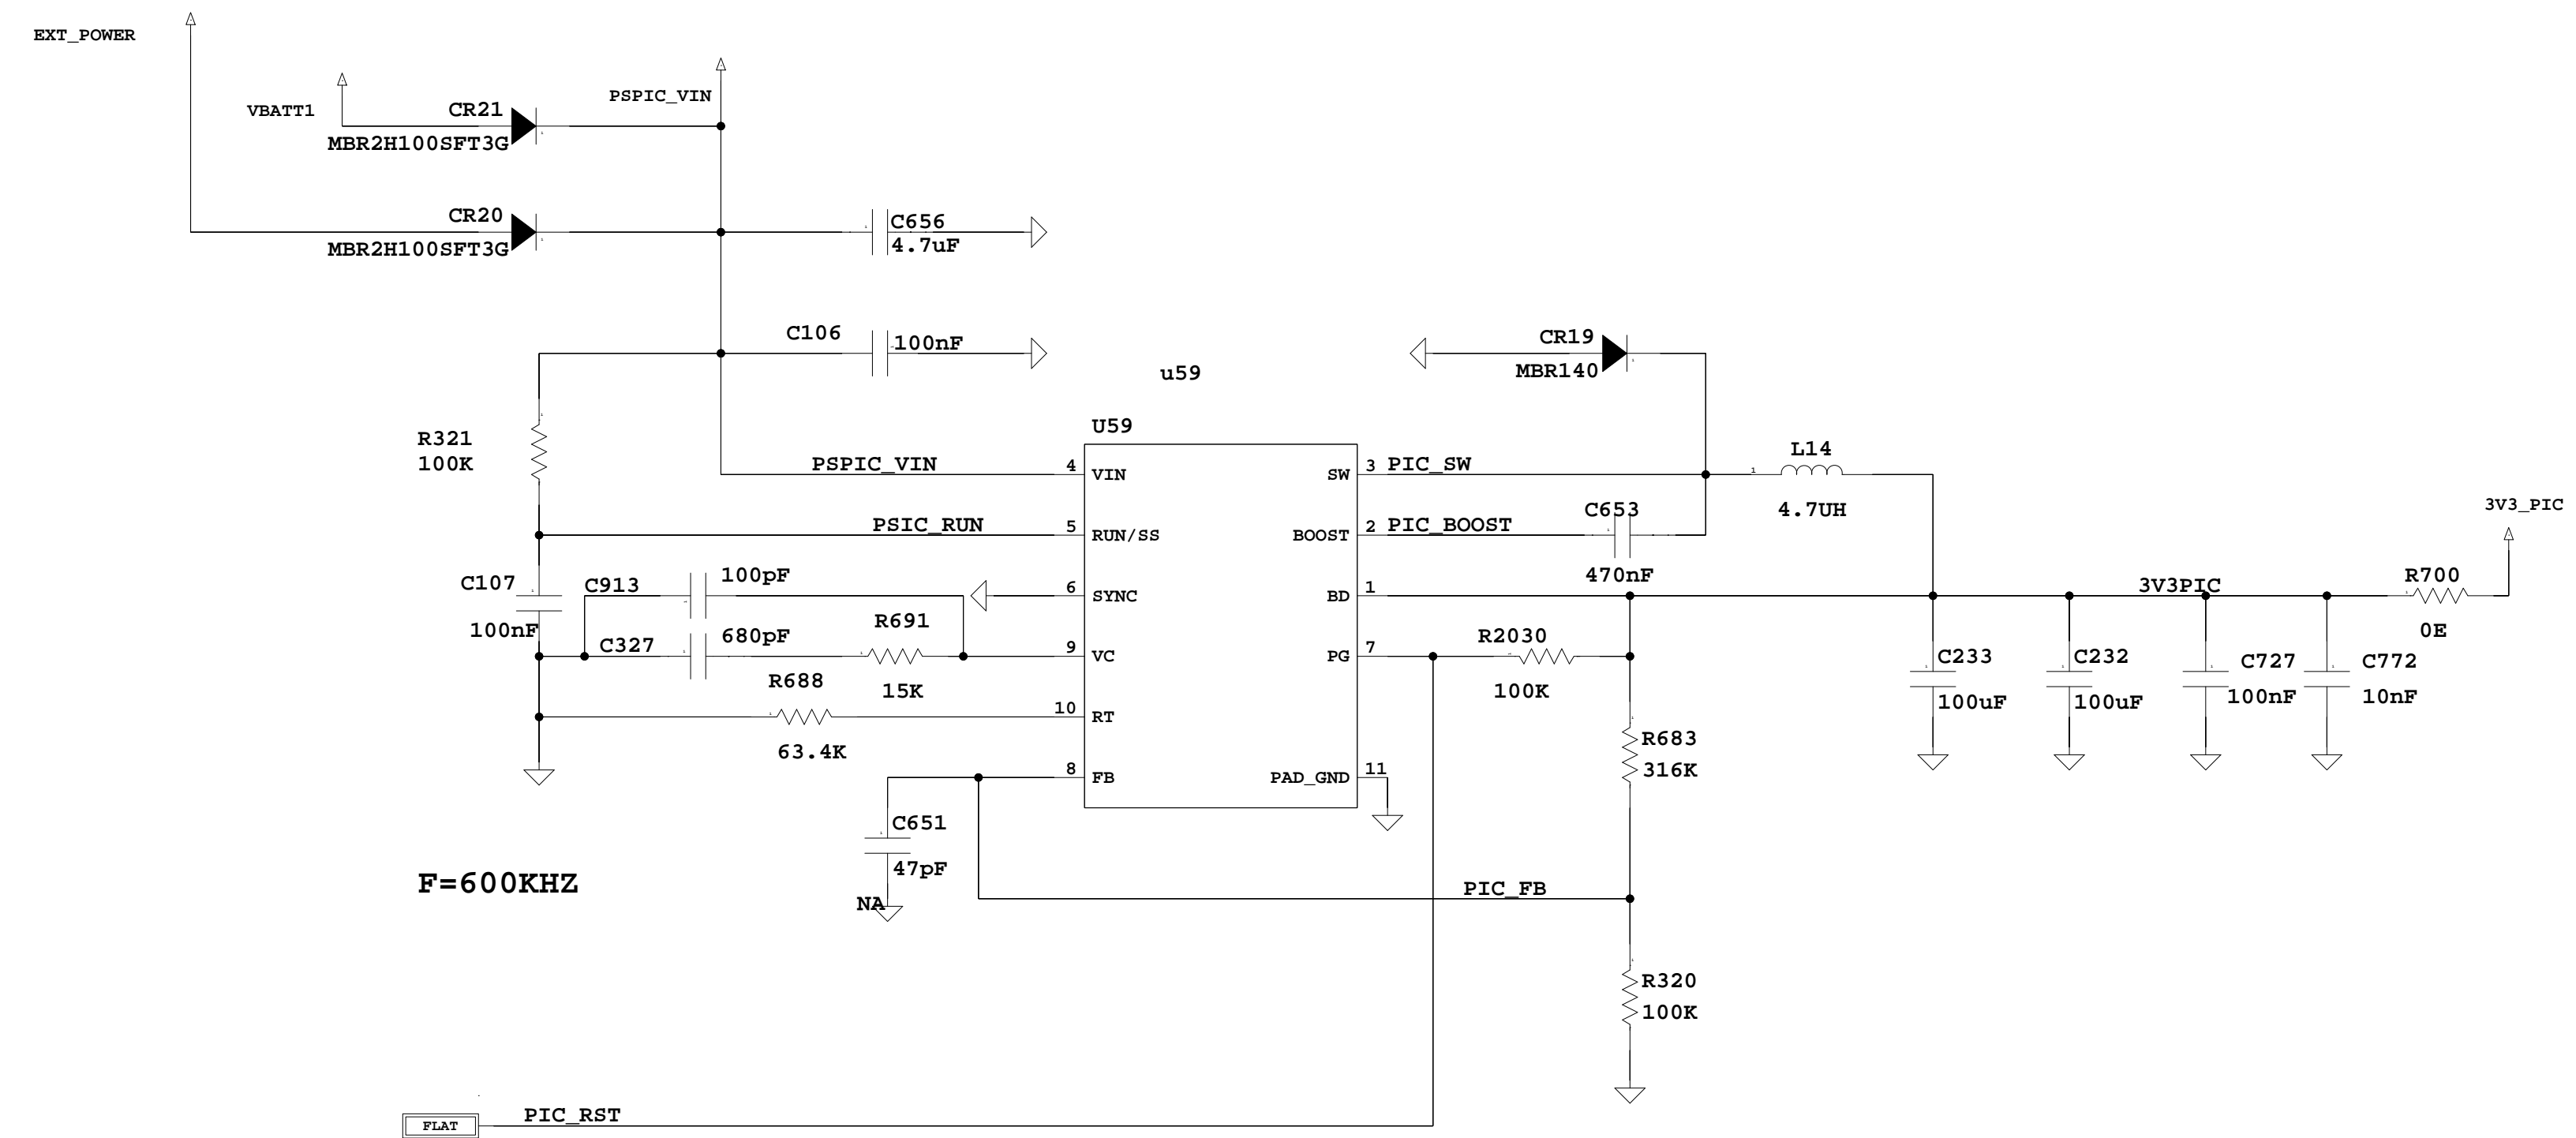 EXT_POWER
VBATT1
CR21
MBR2H100SFT3G
PSPIC_VIN
CR20
MBR2H100SFT3G
C656
4.7uF
C106
100nF
u59
CR19
MBR140
U59
R321
100K
PSPIC_VIN
4
VIN
SW
3
PIC_SW
L14
4.7UH
PSIC_RUN
5
RUN/SS
BOOST
2
PIC_BOOST
C653
470nF
3V3_PIC
C107
100nF
C913
100pF
6
SYNC
BD
1
3V3PIC
R700
0E
C327
680pF
R691
15K
9
VC
PG
7
R2030
100K
C233
100uF
C232
100uF
C727
100nF
C772
10nF
R688
63.4K
10
RT
R683
316K
8
FB
PAD_GND
11
C651
47pF
NA
F=600KHZ
PIC_FB
R320
100K
PIC_RST
FLAT